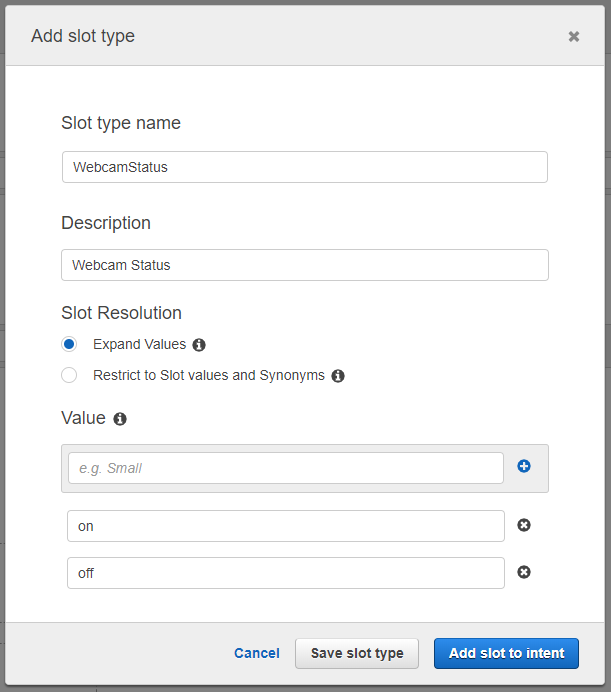 Add slot type
Slot type name
WebcamStatus
Description
Webcam Status
Slot Resolution
Expand Values
Restrict to Slot values and Synonyms
Value
e.g. Small
on
off
Cancel Save slot type Add slot to intent